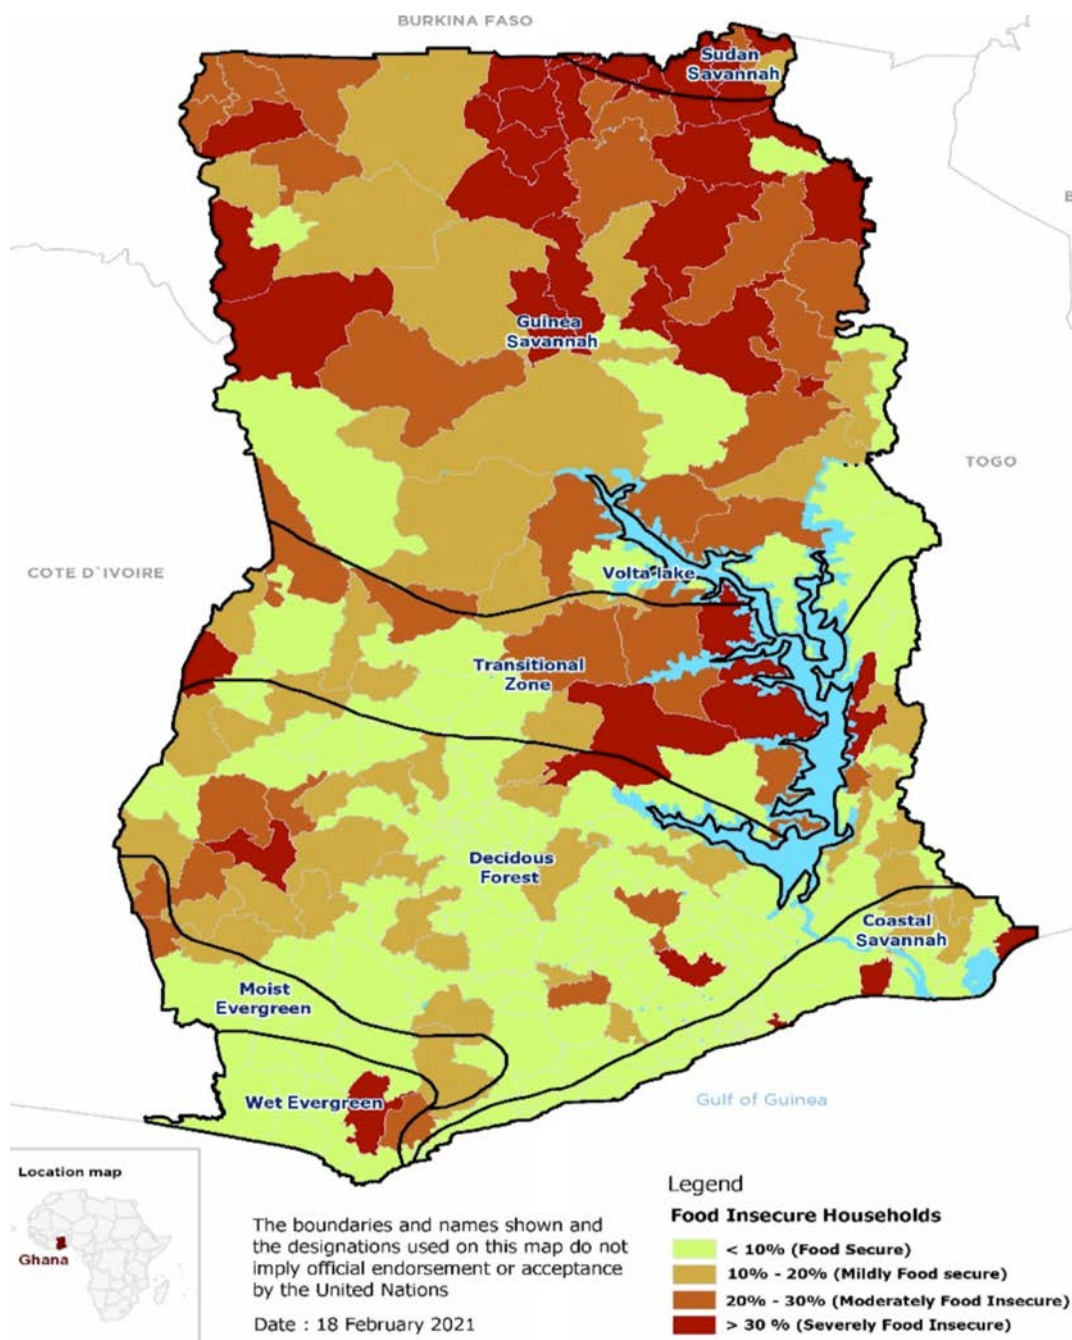 BURKINA FASO
Sudan
Savannah
B
Guinea
Savannah
TOGO
COTE D`IVOIRE
Volta lake
Transitional
Zone
Decidous
Forest
Coastal
Savannah
Moist
Evergreen
Wet Evergreen
Gulf of Guinea
Location map
Ghana
The boundaries and names shown and
the designations used on this map do not
imply official endorsement or acceptance
by the United Nations
Date : 18 February 2021
Legend
Food Insecure Households
< 10% (Food Secure)
10% - 20% (Mildly Food secure)
20% - 30% (Moderately Food Insecure)
> 30 % (Severely Food Insecure)